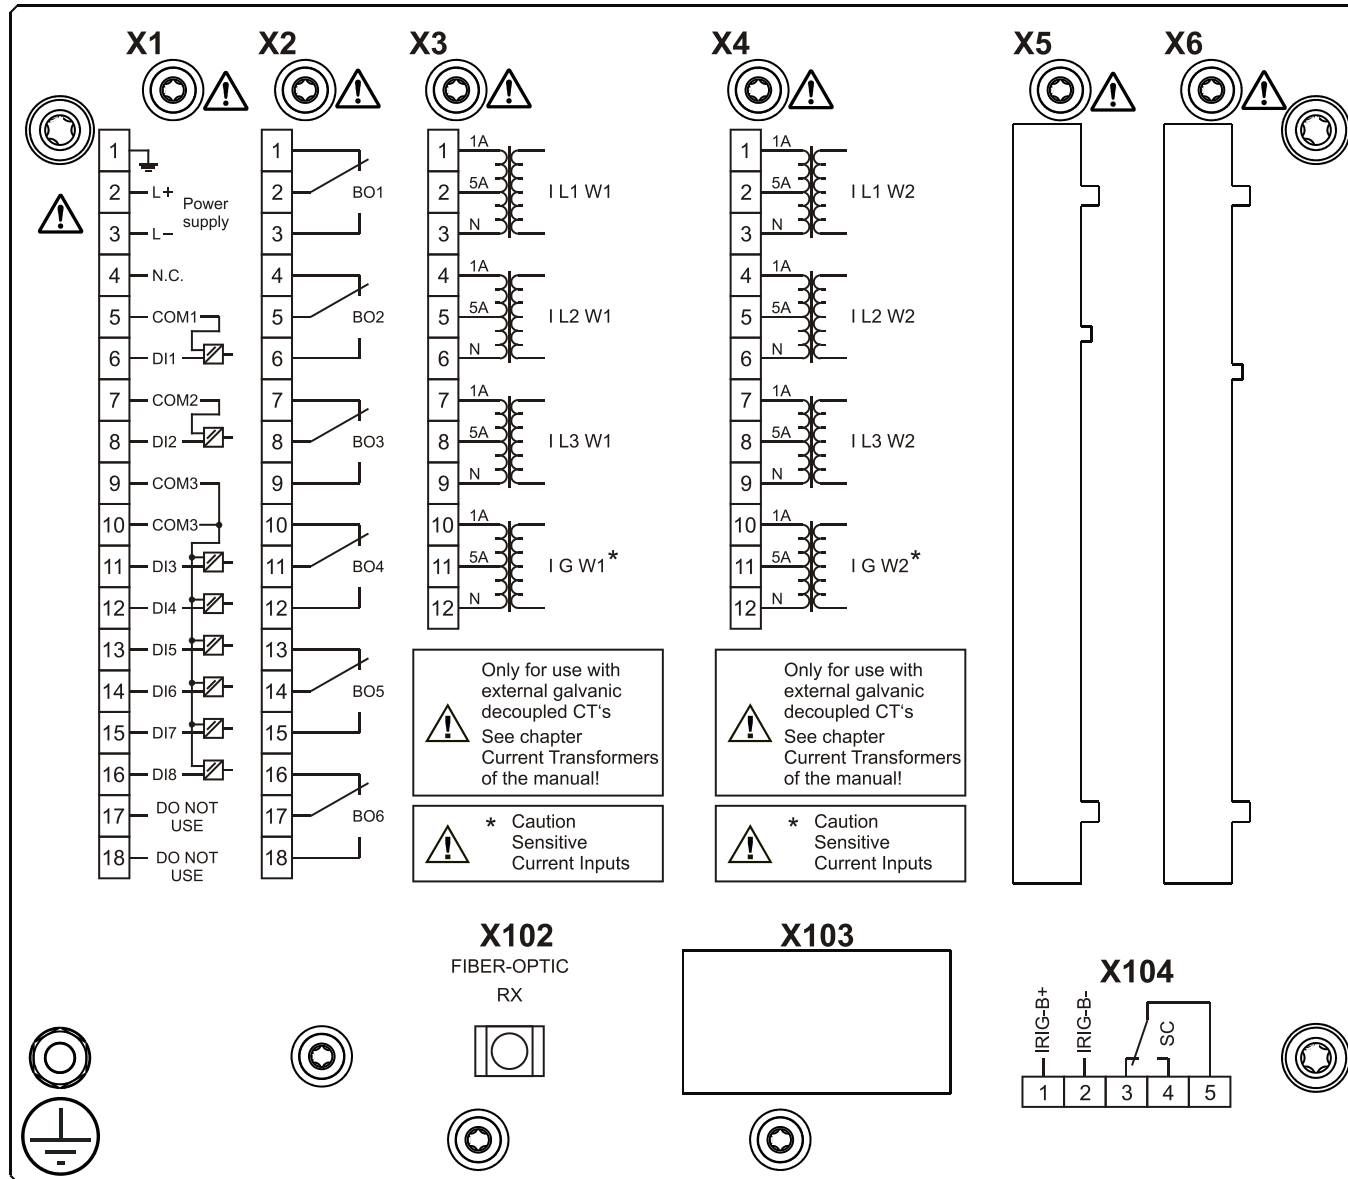 X1 X2 X3 X4 X5 X6
1
2 L+ Power
supply
3 L-
4 N.C.
5 COM1
6 DI1
7 COM2
8 DI2
9 COM3
10 COM3
11 DI3
12 DI4
13 DI5
14 DI6
15 DI7
16 DI8
17 DO NOT
USE
18 DO NOT
USE
1
2 BO1
3
4
5 BO2
6
7
8 BO3
9
10
11 BO4
12
13
14 BO5
15
16
17 BO6
18
1 1A
2 5A I L1 W1
3 N
4 1A
5 5A I L2 W1
6 N
7 1A
8 5A I L3 W1
9 N
10 1A
11 5A I G W1*
12 N
Only for use with
external galvanic
decoupled CT‘s
See chapter
Current Transformers
of the manual!
* Caution
Sensitive
Current Inputs
1 1A
2 5A I L1 W2
3 N
4 1A
5 5A I L2 W2
6 N
7 1A
8 5A I L3 W2
9 N
10 1A
11 5A I G W2*
12 N
Only for use with
external galvanic
decoupled CT‘s
See chapter
Current Transformers
of the manual!
* Caution
Sensitive
Current Inputs
X102
FIBER-OPTIC
RX
X103
X104
IRIG-B+
IRIG-B-
SC
1 2 3 4 5